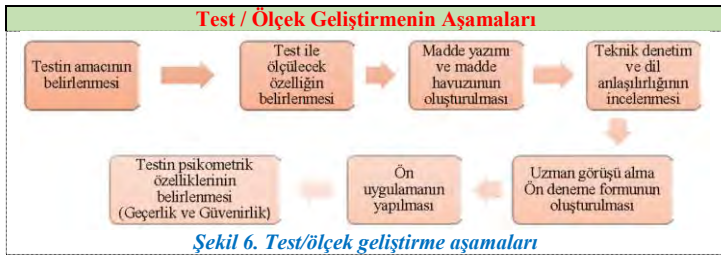 Test / Ölçek Geliştirmenin Aşamaları
Testin amacının
belirlenmesi
Test ile
ölçülecek
özelliğin
belirlenmesi
Madde yazımı
ve madde
havuzunun
oluşturulması
Teknik denetim
ve dil
anlaşılırlığının
incelenmesi
Uzman görüşü alma
Ön deneme formunun
oluşturulması
Ön
uygulamanın
yapılması
Testin psikometrik
özelliklerinin
belirlenmesi
(Geçerlik ve Güvenirlik)
Şekil 6. Test/ölçek geliştirme aşamaları